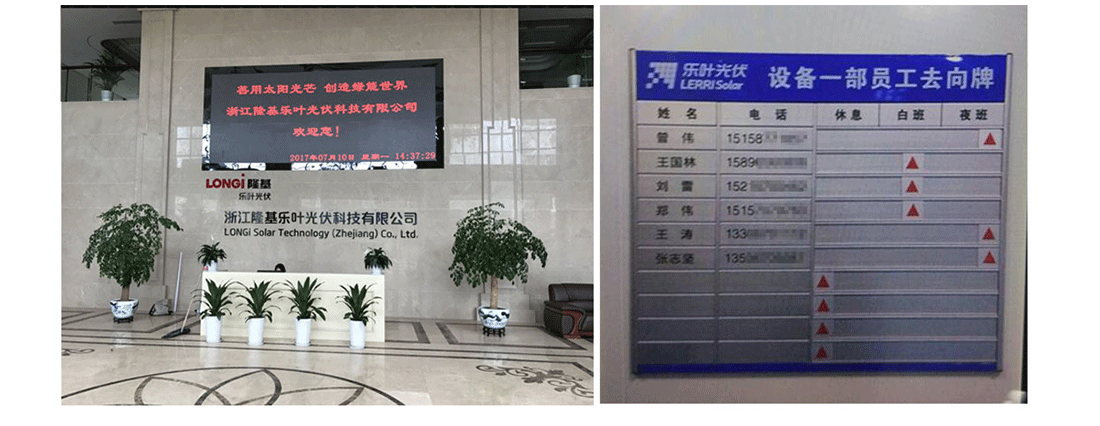 善用太阳光芒 创造绿能世界
浙江隆基乐叶光伏科技有限公司
欢迎您!
2017年07月10日 星期一 14:37:29
LONGi 隆基
乐叶光伏
浙江隆基乐叶光伏科技有限公司
LONGi Solar Technology (Zhejiang) Co., Ltd.
乐叶光伏
LERRI Solar
设备一部员工去向牌
姓 名 电 话 休息 白班 夜班
曾 伟 15158
王国林 1589
刘 雷 152
郑 伟 1515
王 涛 133
张志坚 135